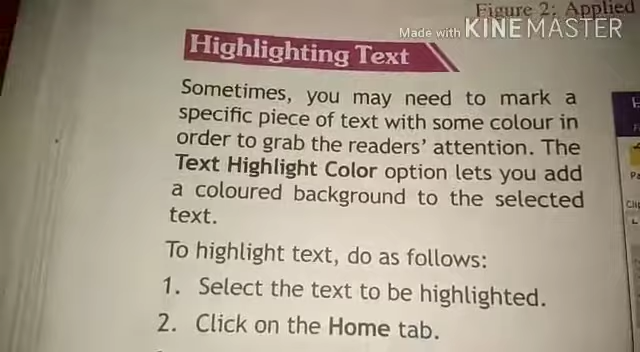 Figure 2: Applied
Made with KINEMASTER
Highlighting Text
Sometimes, you may need to mark a
specific piece of text with some colour in
order to grab the readers' attention. The
Text Highlight Color option lets you add
a coloured background to the selected
text.
To highlight text, do as follows:
1. Select the text to be highlighted.
2. Click on the Home tab.